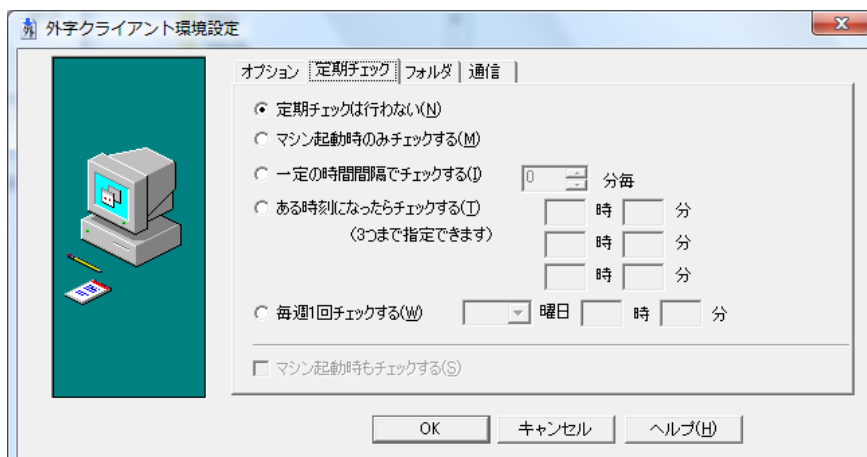 外字クライアント環境設定
オプション 定期チェック フォルダ 通信
定期チェックは行わない(N)
マシン起動時のみチェックする(M)
一定の時間間隔でチェックする(I) 0 分毎
ある時刻になったらチェックする(T) 時 分
(3つまで指定できます) 時 分
時 分
毎週1回チェックする(W) 曜日 時 分
マシン起動時もチェックする(S)
OK キャンセル ヘルプ(H)